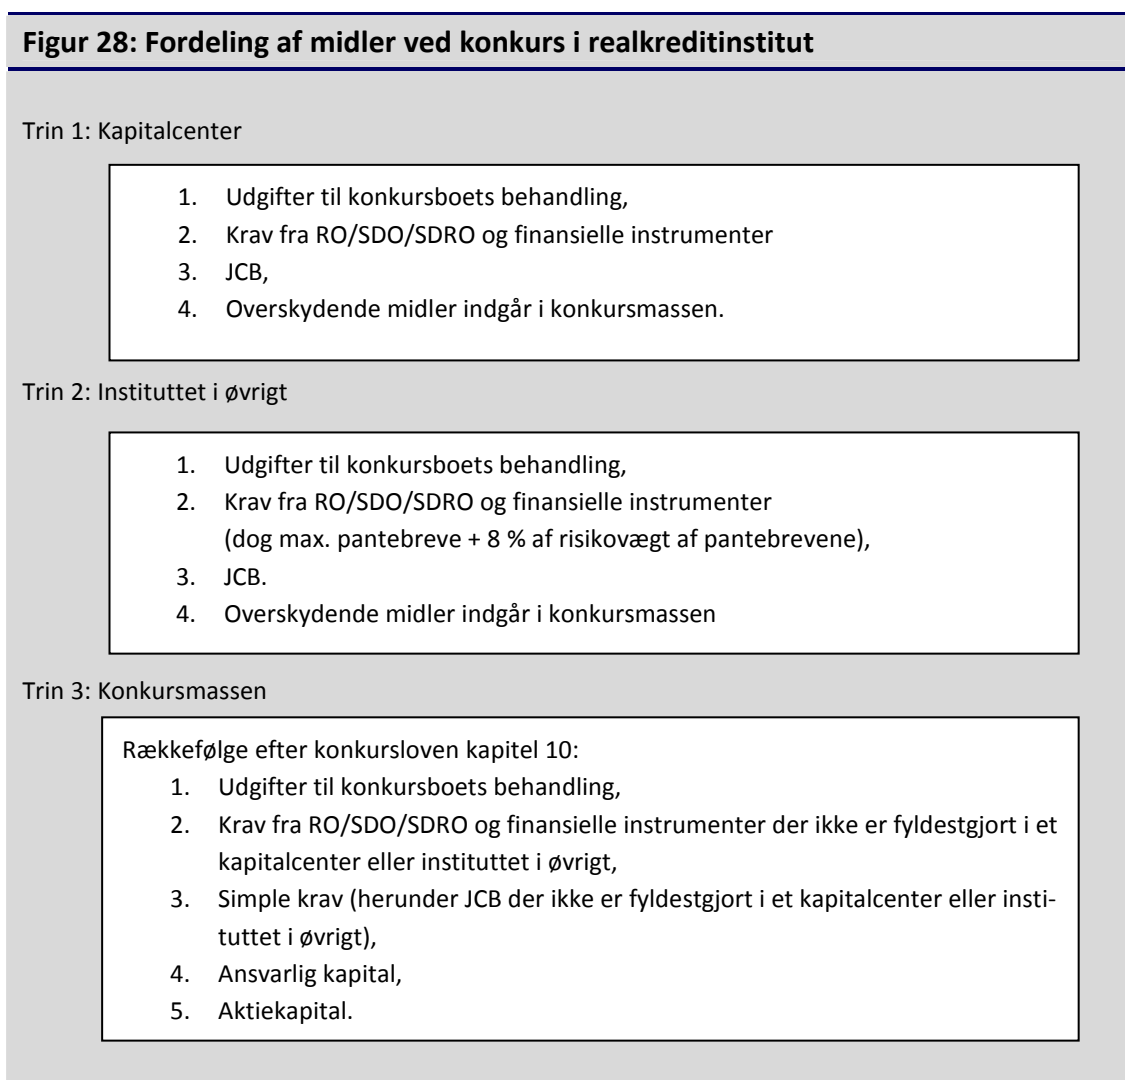 Figur 28: Fordeling af midler ved konkurs i realkreditinstitut
Trin 1: Kapitalcenter
1. Udgifter til konkursboets behandling,
2. Krav fra RO/SDO/SDRO og finansielle instrumenter
3. JCB,
4. Overskydende midler indgår i konkursmassen.
Trin 2: Instituttet i øvrigt
1. Udgifter til konkursboets behandling,
2. Krav fra RO/SDO/SDRO og finansielle instrumenter
(dog max. pantebreve + 8 % af risikovægt af pantebrevene),
3. JCB.
4. Overskydende midler indgår i konkursmassen
Trin 3: Konkursmassen
Rækkefølge efter konkursloven kapitel 10:
1. Udgifter til konkursboets behandling,
2. Krav fra RO/SDO/SDRO og finansielle instrumenter der ikke er fyldestgjort i et
kapitalcenter eller instituttet i øvrigt,
3. Simple krav (herunder JCB der ikke er fyldestgjort i et kapitalcenter eller insti-
tuttet i øvrigt),
4. Ansvarlig kapital,
5. Aktiekapital.